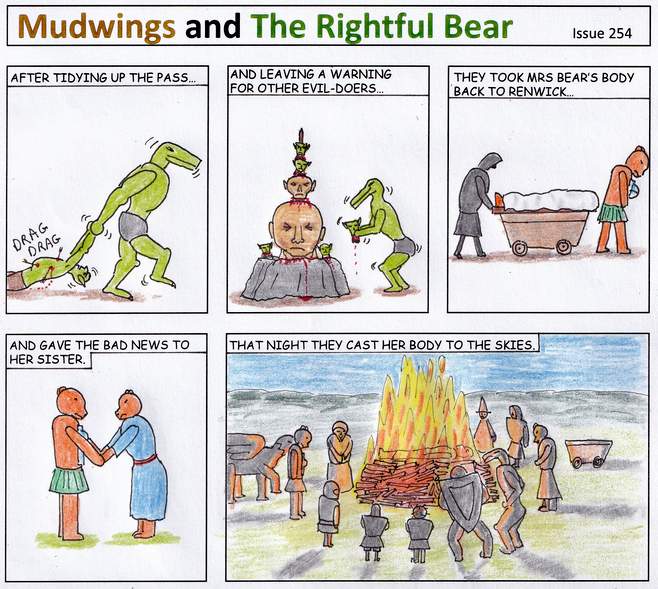 Mudwings and The Rightful Bear
Issue 254
AFTER TIDYING UP THE PASS...
DRAG
DRAG
AND LEAVING A WARNING
FOR OTHER EVIL-DOERS...
THEY TOOK MRS BEAR'S BODY
BACK TO RENWICK...
AND GAVE THE BAD NEWS TO
HER SISTER.
THAT NIGHT THEY CAST HER BODY TO THE SKIES.